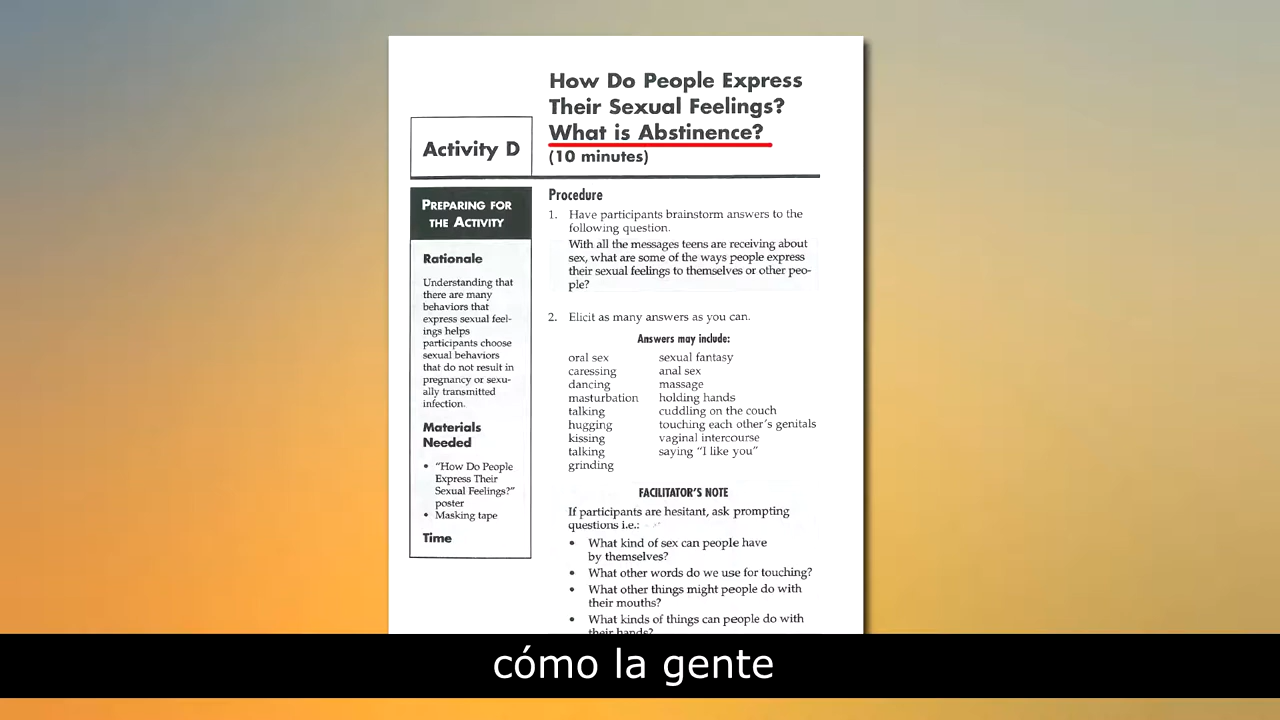 How Do People Express
Their Sexual Feelings?
What is Abstinence?
(10 minutes)
Activity D
PREPARING FOR
THE ACTIVITY
Rationale
Understanding that
there are many
behaviors that
express sexual feel-
ings helps
participants choose
sexual behaviors
that do not result in
pregnancy or sexu-
ally transmitted
infection.
Materials
Needed
• "How Do People
Express Their
Sexual Feelings?"
poster
• Masking tape
Time
Procedure
1. Have participants brainstorm answers to the
following question.
With all the messages teens are receiving about
sex, what are some of the ways people express
their sexual feelings to themselves or other peo-
ple?
2. Elicit as many answers as you can.
Answers may include:
oral sex sexual fantasy
caressing anal sex
dancing massage
masturbation holding hands
talking cuddling on the couch
hugging touching each other's genitals
kissing vaginal intercourse
talking saying "I like you"
grinding
FACILITATOR'S NOTE
If participants are hesitant, ask prompting
questions i.e.:
• What kind of sex can people have
by themselves?
• What other words do we use for touching?
• What other things might people do with
their mouths?
• What kinds of things can people do with
their hands?
cómo la gente